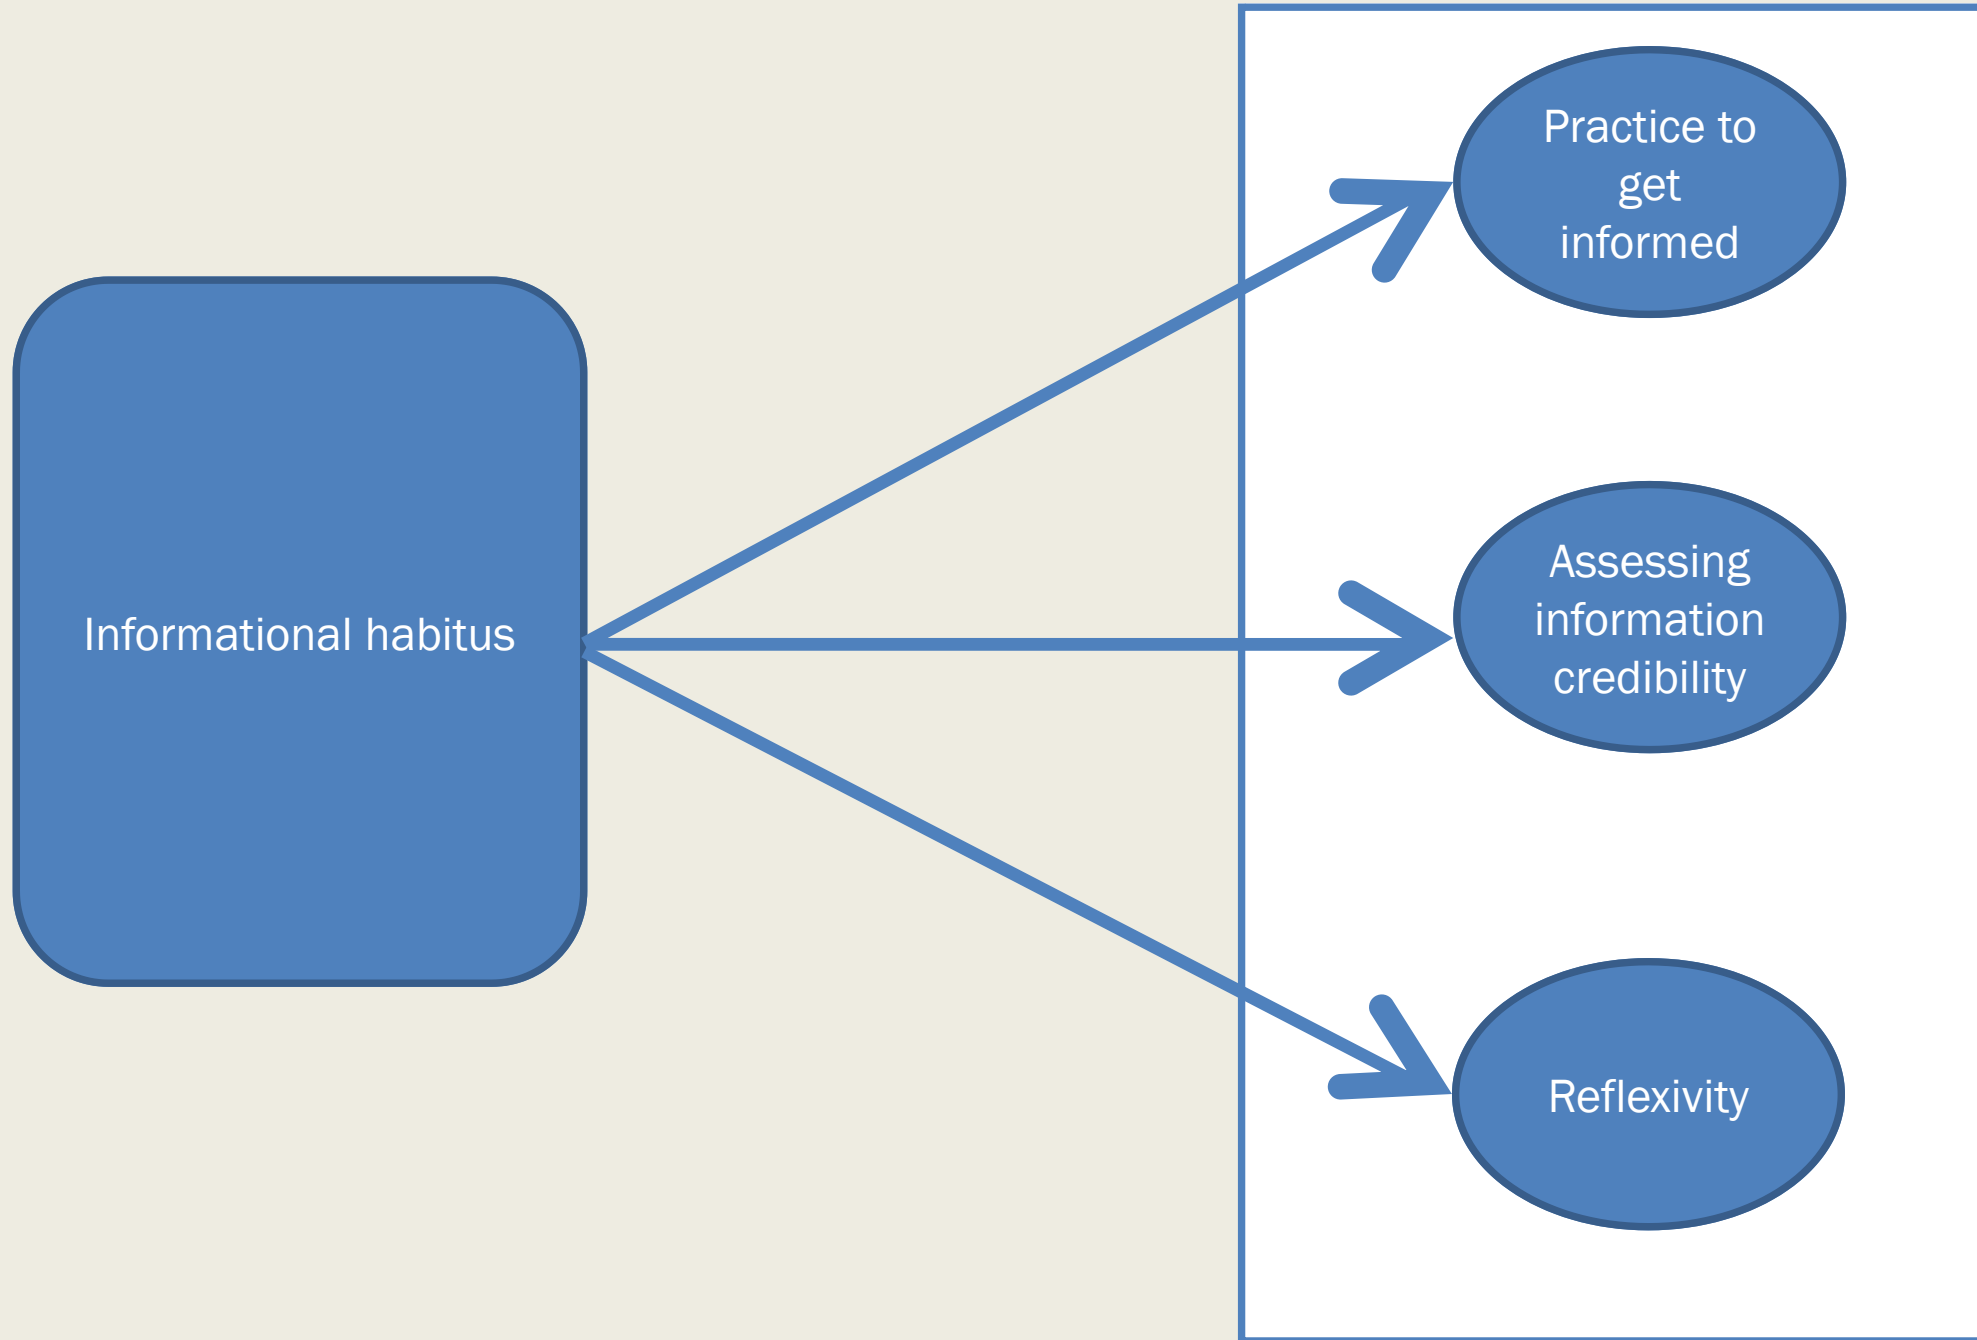 Informational habitus
Practice to
get
informed
Assessing
information
credibility
Reflexivity